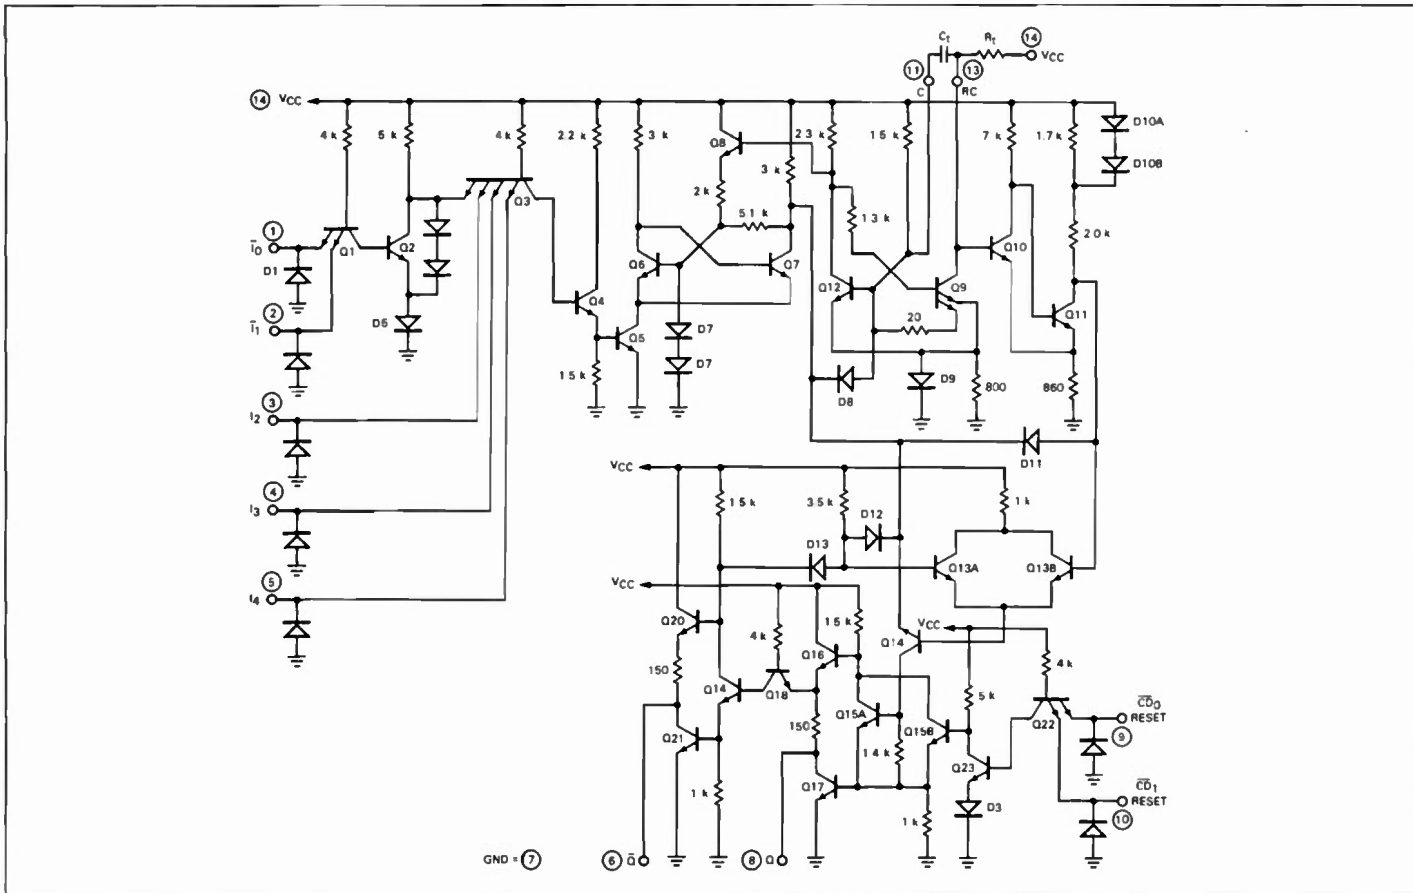 14
Ct
Rt
VCC
11
13
C
RC
14 VCC
4 k
5 k
4 k
2.2 k
3 k
Q8
2.3 k
1.5 k
7 k
1.7k
D10A
D10B
3 k
2 k
5.1 k
1.3 k
Q3
1
I0
Q1
Q2
D1
Q6
Q7
Q10
2.0 k
Q12
Q9
Q4
20
Q11
2
I1
D6
Q5
D7
1.5 k
D7
D8
D9
800
860
3
I2
D11
VCC
1.5 k
3.5 k
1 k
D12
4
I3
D13
Q13A
Q13B
VCC
5
I4
Q20
4 k
1.5 k
VCC
Q16
Q14
4 k
150
Q14
Q18
5 k
150
Q15A
Q15B
Q22
CD0
RESET
Q21
1.4 k
9
Q23
1 k
Q17
1 k
D3
CD1
RESET
10
GND = 7
6 Q
8 Q